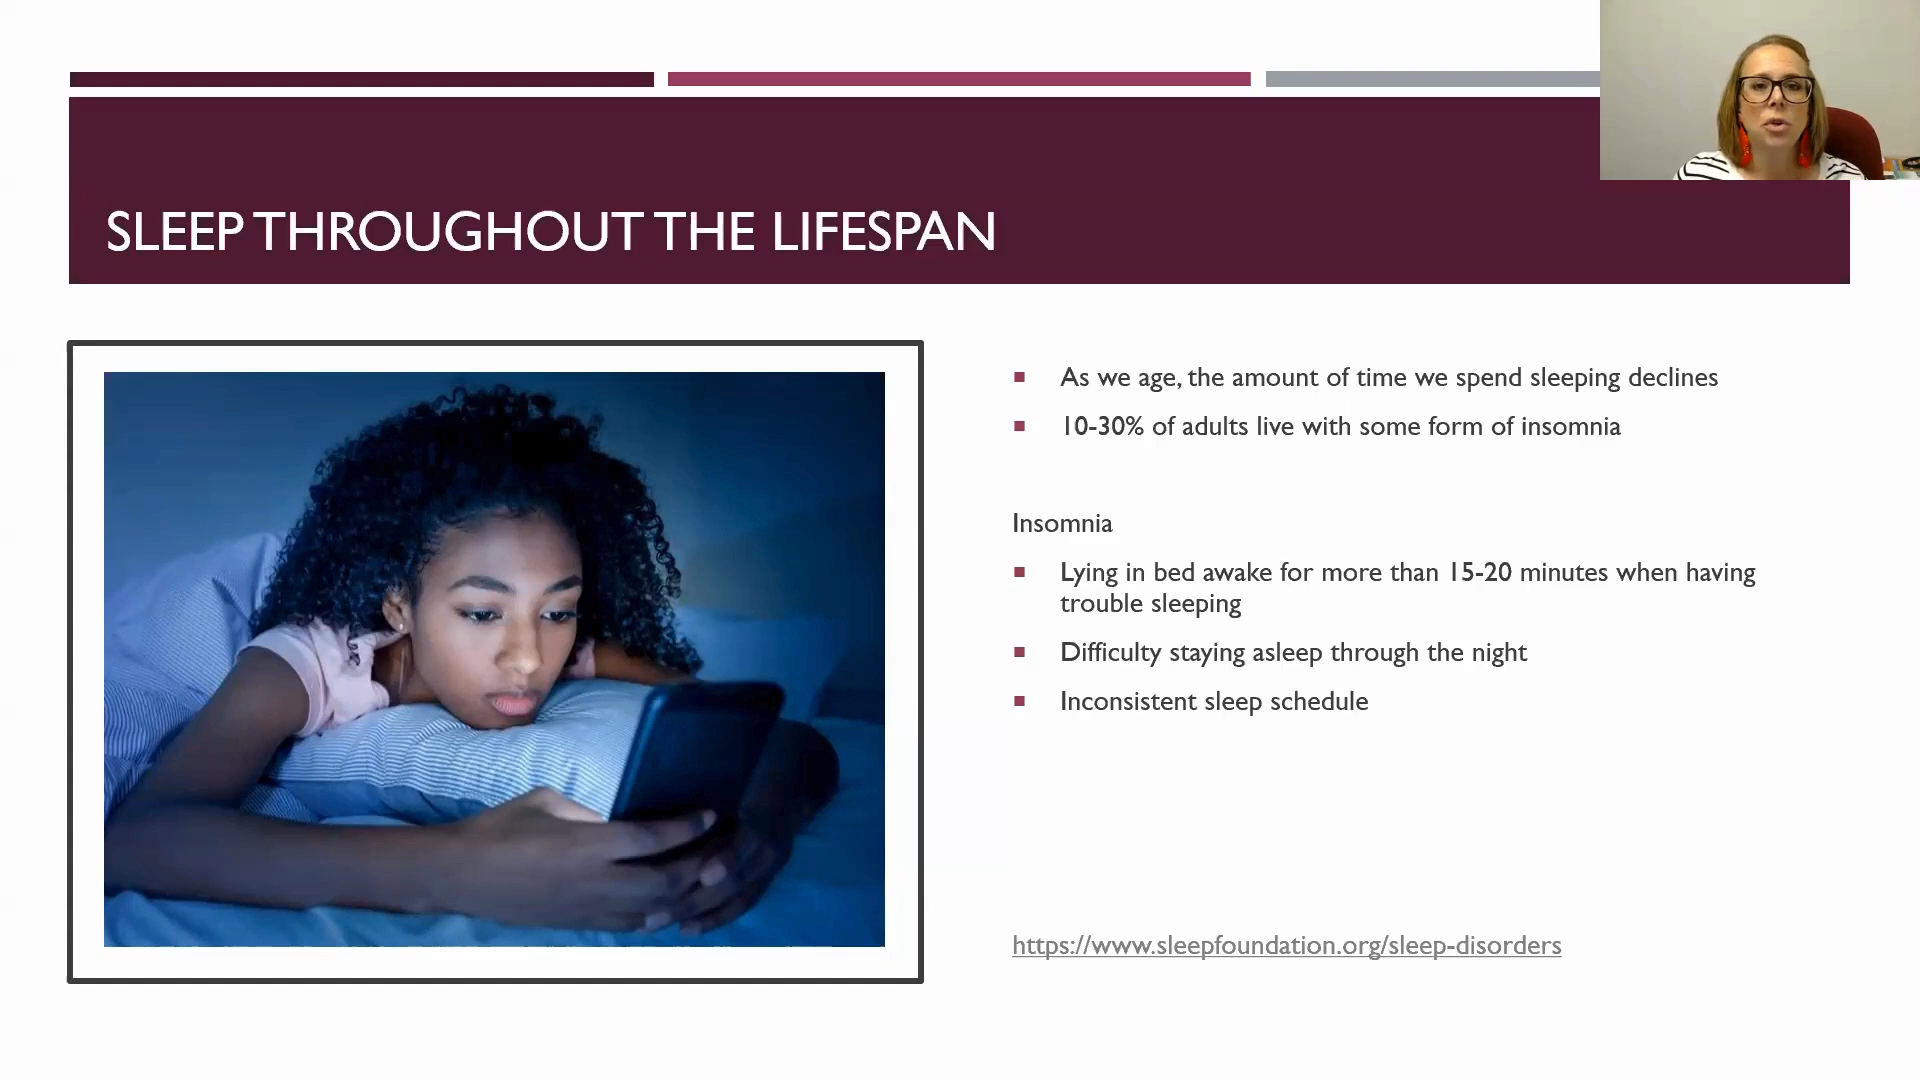 SLEEP THROUGHOUT THE LIFESPAN
As we age, the amount of time we spend sleeping declines
10-30% of adults live with some form of insomnia
Insomnia
Lying in bed awake for more than 15-20 minutes when having
trouble sleeping
Difficulty staying asleep through the night
Inconsistent sleep schedule
https://www.sleepfoundation.org/sleep-disorders